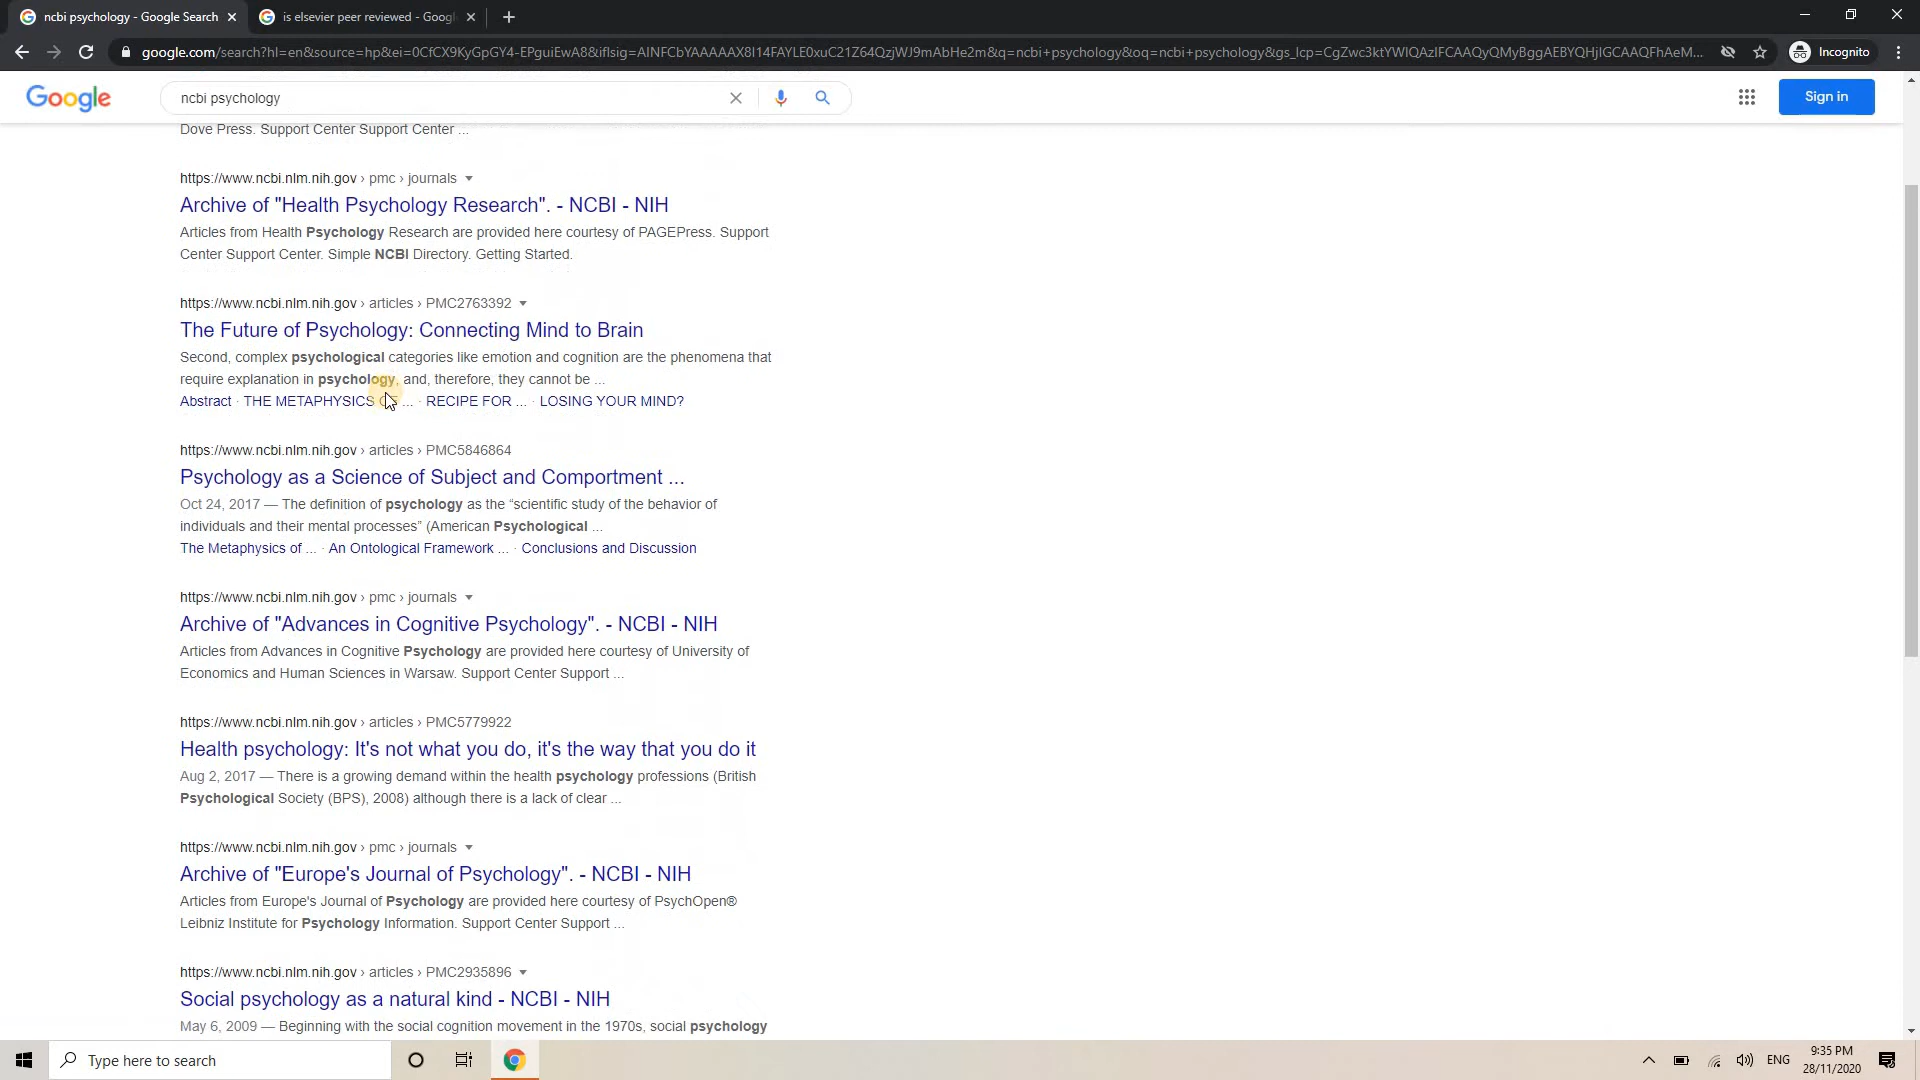 ncbi psychology - Google Search
is elsevier peer reviewed - Goog
google.com/search?hl=en&source=hp&ei=0CfCX9KyGpGY4-EPguiEwA8&iflsig=AINFCbYAAAAAX8I14FAYLE0xuC21Z64QzjWJ9mAbHe2m&q=ncbi+psychology&oq=ncbi+psychology&gs_lcp=CgZwc3ktYWIQAzIFCAAQyQMyBggAEBYQHjIGCAAQFhAeM...
Incognito
Google
ncbi psychology
Sign in
Dove Press. Support Center Support Center ...
https://www.ncbi.nlm.nih.gov › pmc › journals
Archive of "Health Psychology Research". - NCBI - NIH
Articles from Health Psychology Research are provided here courtesy of PAGEPress. Support
Center Support Center. Simple NCBI Directory. Getting Started.
https://www.ncbi.nlm.nih.gov › articles › PMC2763392
The Future of Psychology: Connecting Mind to Brain
Second, complex psychological categories like emotion and cognition are the phenomena that
require explanation in psychology, and, therefore, they cannot be ...
Abstract · THE METAPHYSICS OF ... · RECIPE FOR ... · LOSING YOUR MIND?
https://www.ncbi.nlm.nih.gov › articles › PMC5846864
Psychology as a Science of Subject and Comportment ...
Oct 24, 2017 — The definition of psychology as the “scientific study of the behavior of
individuals and their mental processes” (American Psychological ...
The Metaphysics of ... · An Ontological Framework ... · Conclusions and Discussion
https://www.ncbi.nlm.nih.gov › pmc › journals
Archive of "Advances in Cognitive Psychology". - NCBI - NIH
Articles from Advances in Cognitive Psychology are provided here courtesy of University of
Economics and Human Sciences in Warsaw. Support Center Support ...
https://www.ncbi.nlm.nih.gov › articles › PMC5779922
Health psychology: It's not what you do, it's the way that you do it
Aug 2, 2017 — There is a growing demand within the health psychology professions (British
Psychological Society (BPS), 2008) although there is a lack of clear ...
https://www.ncbi.nlm.nih.gov › pmc › journals
Archive of "Europe's Journal of Psychology". - NCBI - NIH
Articles from Europe's Journal of Psychology are provided here courtesy of PsychOpen®
Leibniz Institute for Psychology Information. Support Center Support ...
https://www.ncbi.nlm.nih.gov › articles › PMC2935896
Social psychology as a natural kind - NCBI - NIH
May 6, 2009 — Beginning with the social cognition movement in the 1970s, social psychology
Type here to search
ENG
9:35 PM
28/11/2020